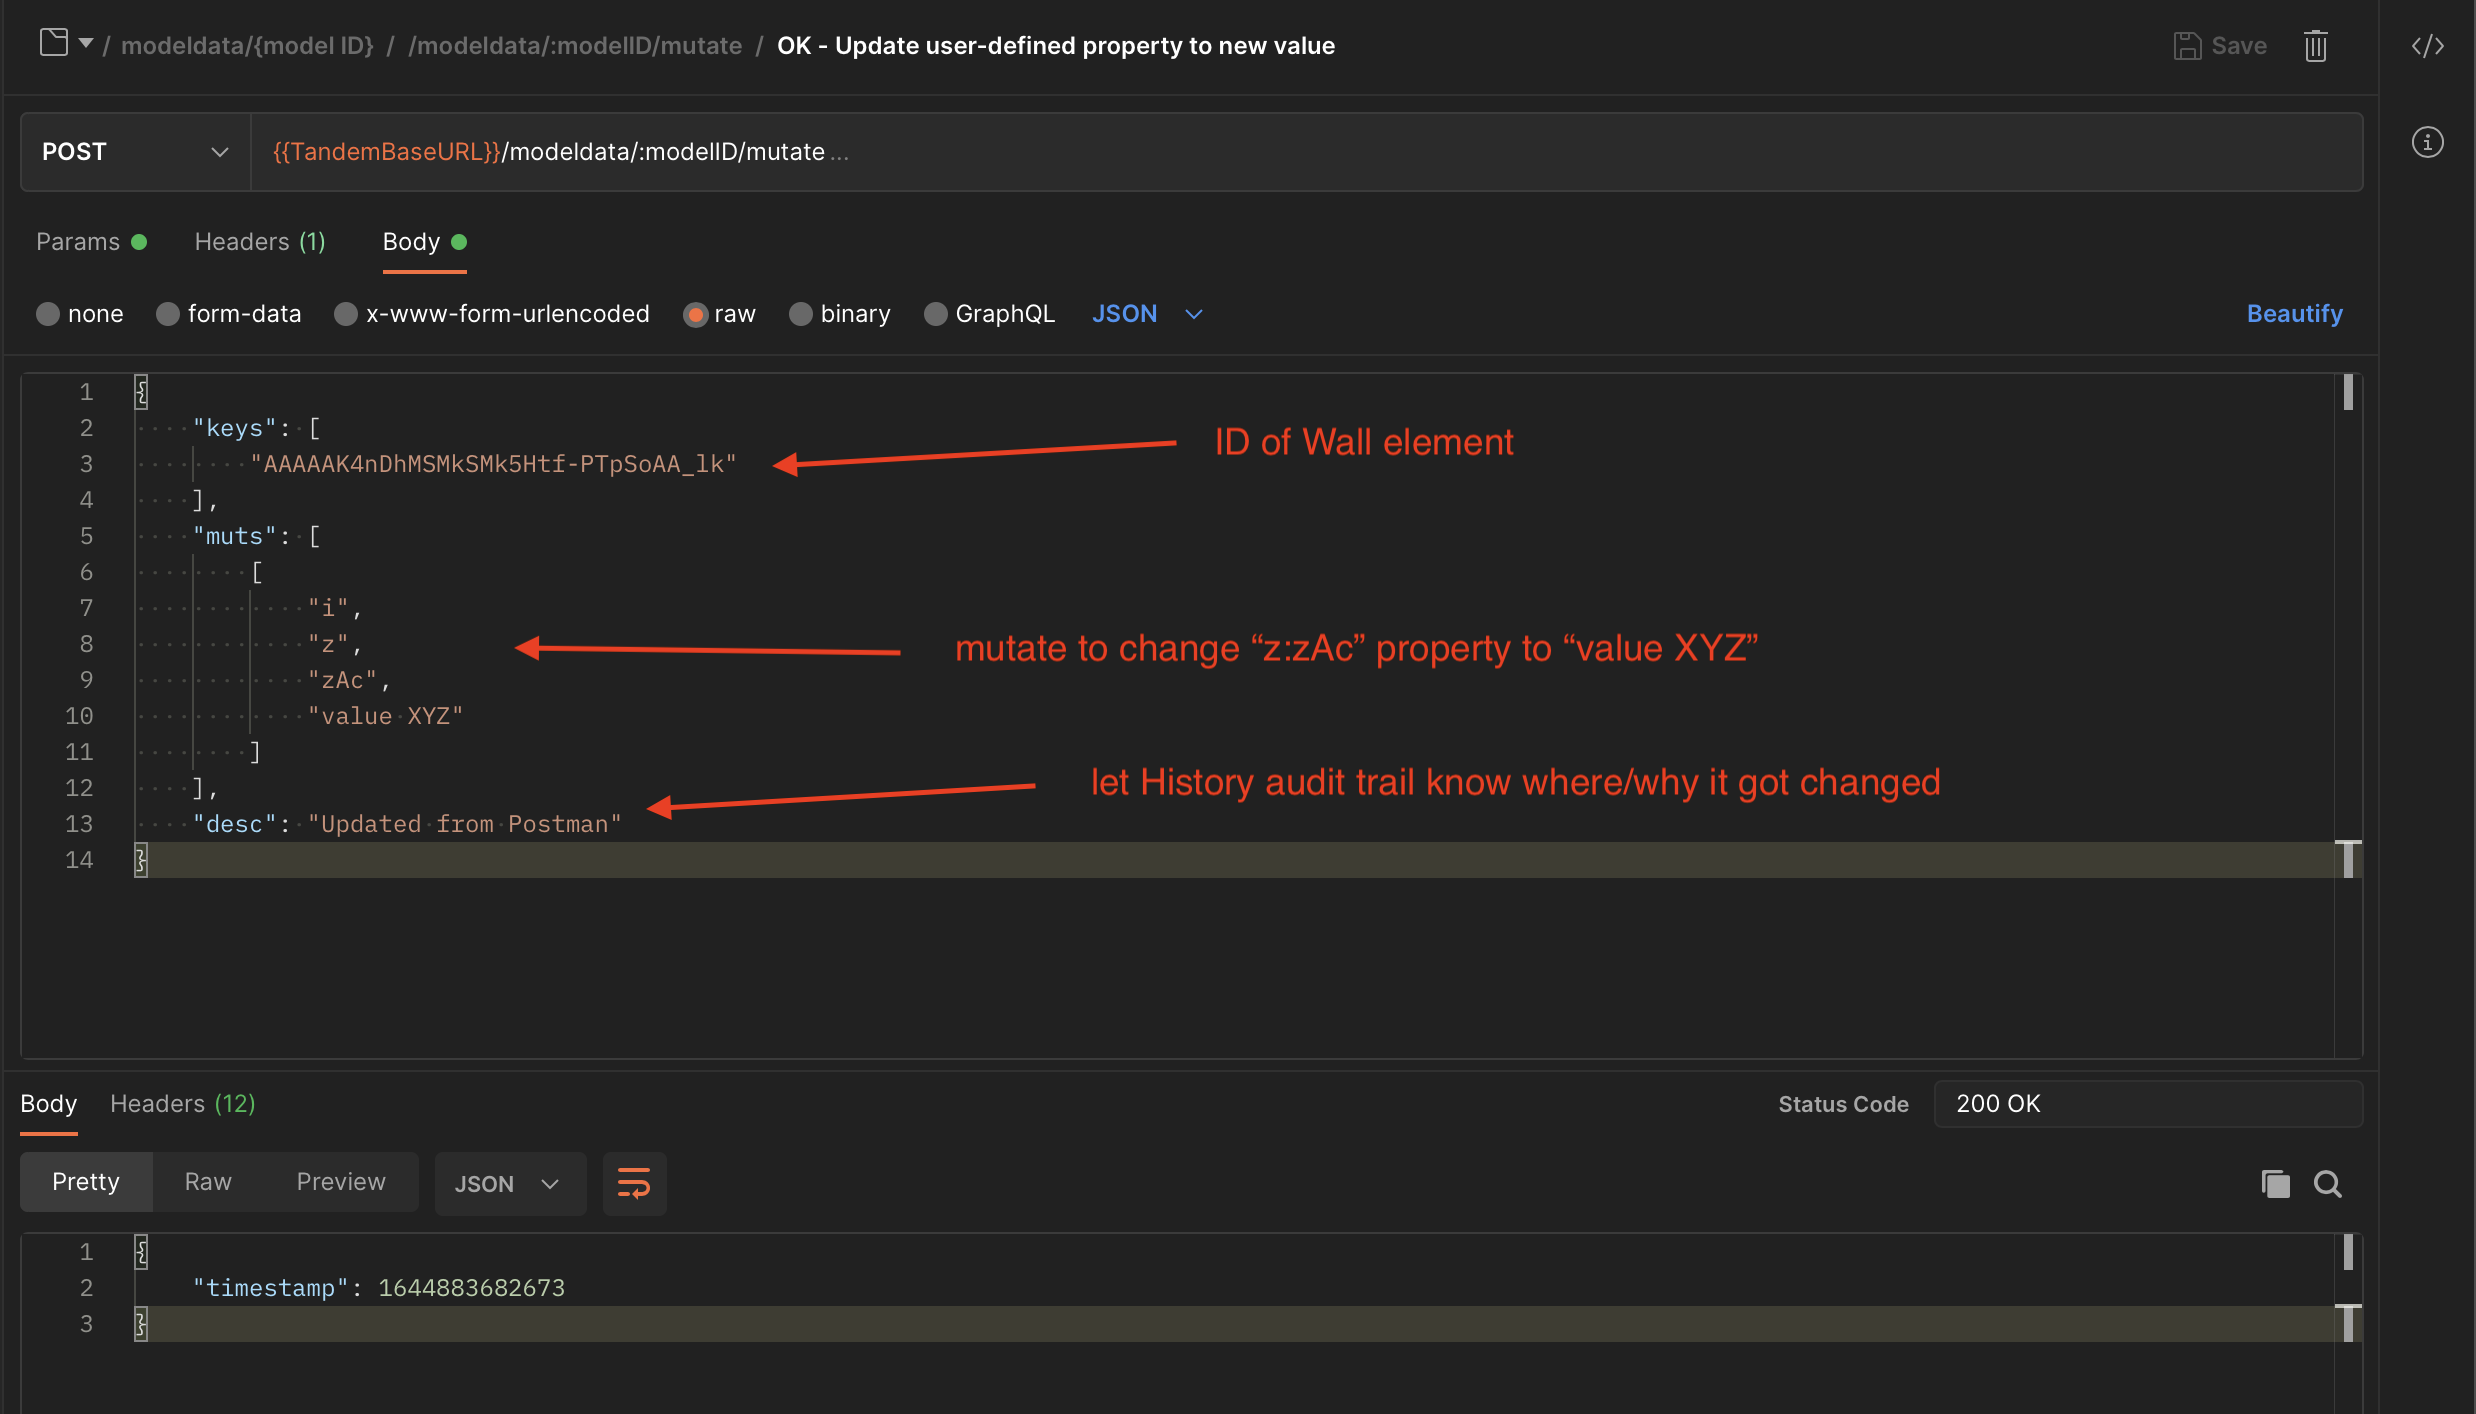 / modeldata/{model ID} / /modeldata/:modelID/mutate / OK - Update user-defined property to new value
Save
POST
{{TandemBaseURL}}/modeldata/:modelID/mutate ...
Params
Headers (1)
Body
none
form-data
x-www-form-urlencoded
raw
binary
GraphQL
JSON
Beautify
1 {
2 "keys": [
ID of Wall element
3 "AAAAAK4nDhMSMkSMk5Htf-PTpSoAA_lk"
4 ],
5 "muts": [
6 [
7 "i",
8 "z",
mutate to change “z:zAc” property to “value XYZ”
9 "zAc",
10 "value XYZ"
11 ]
12 ],
let History audit trail know where/why it got changed
13 "desc": "Updated from Postman"
14 }
Body
Headers (12)
Status Code
200 OK
Pretty
Raw
Preview
JSON
1 {
2 "timestamp": 1644883682673
3 }